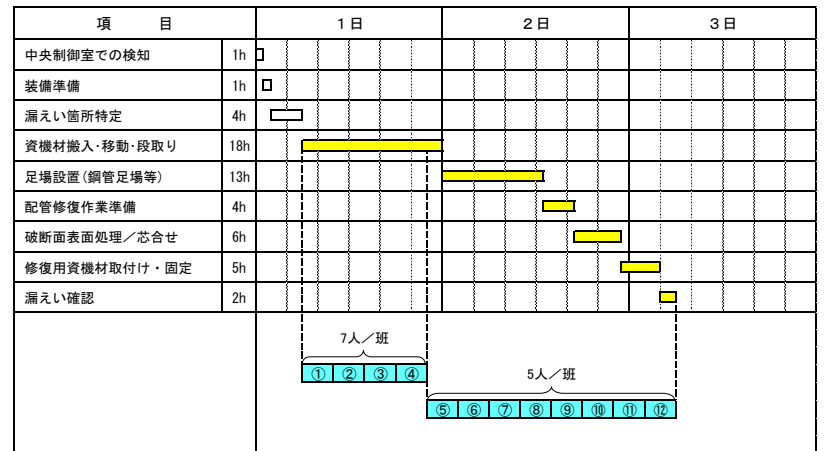 項　目 １日 ２日 ３日
中央制御室での検知 1h
装備準備 1h
漏えい箇所特定 4h
資機材搬入・移動・段取り 18h
足場設置(鋼管足場等) 13h
配管修復作業準備 4h
破断面表面処理／芯合せ 6h
修復用資機材取付け・固定 5h
漏えい確認 2h
7人／班
① ② ③ ④
5人／班
⑤ ⑥ ⑦ ⑧ ⑨ ⑩ ⑪ ⑫